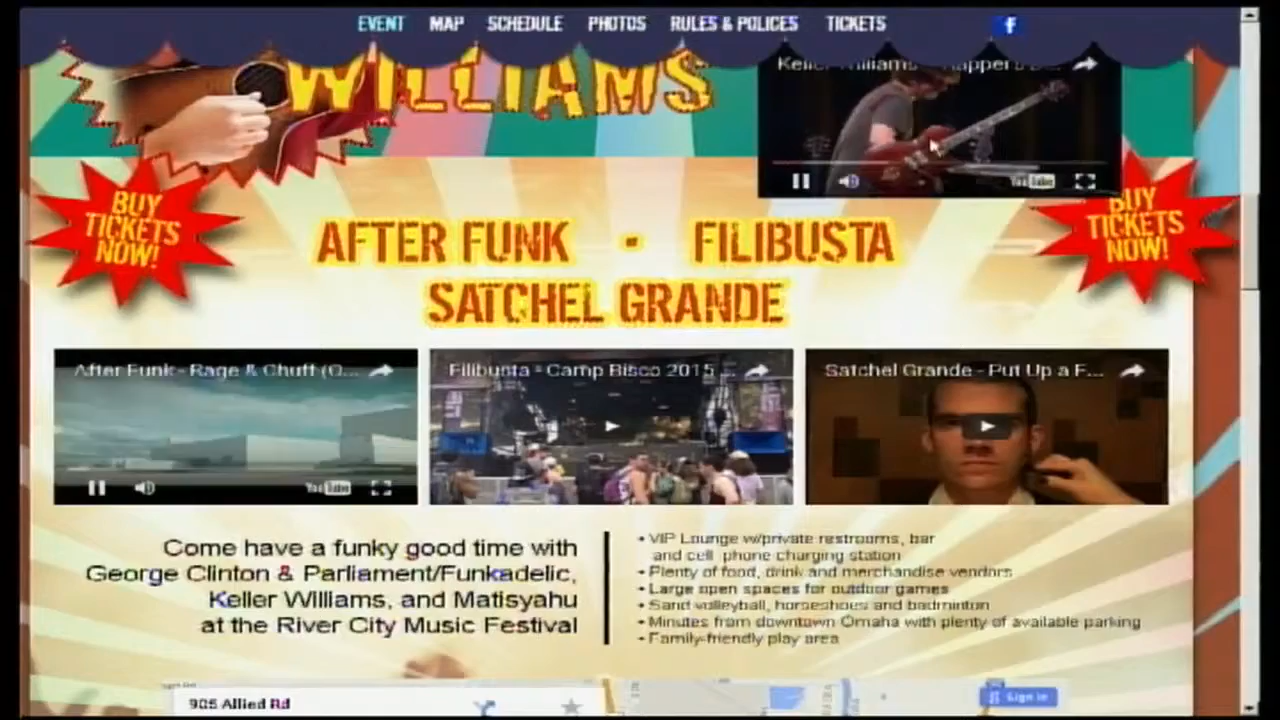 EVENT MAP SCHEDULE PHOTOS RULES & POLICES TICKETS f
WILLIAMS
BUY
TICKETS
NOW!
AFTER FUNK • FILIBUSTA
SATCHEL GRANDE
BUY
TICKETS
NOW!
After Funk - Rage & Chuff (O...
YouTube
Filibusta - Camp Bisco 2015 ...
Satchel Grande - Put Up a F...
Keller Williams
YouTube
Come have a funky good time with
George Clinton & Parliament/Funkadelic,
Keller Williams, and Matisyahu
at the River City Music Festival
• VIP Lounge w/private restrooms, bar
and cell phone charging station
• Plenty of food, drink and merchandise vendors
• Large open spaces for outdoor games
• Sand volleyball, horseshoes and badminton
• Minutes from downtown Omaha with plenty of available parking
• Family-friendly play area
905 Allied Rd
Sign in